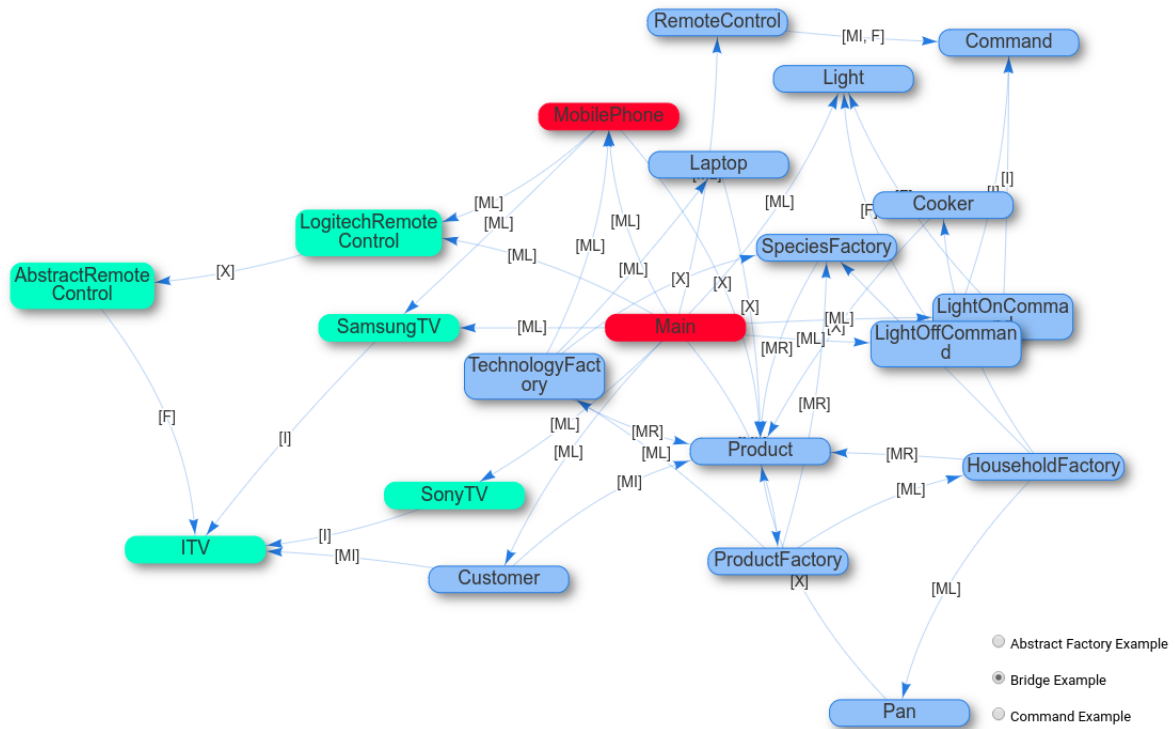 RemoteControl
[MI, F]
Command
Light
MobilePhone
Laptop
[I]
[ML]
[ML]
Cooker
[ML]
LogitechRemote
Control
[ML]
[ML]
[F]
SpeciesFactory
[ML]
[X]
AbstractRemote
Control
[ML]
[X]
[X]
[X]
LightOnComma
SamsungTV
[ML]
Main
[ML]
[X]
LightOffComman
d
[ML]
[MR]
TechnologyFact
ory
[MR]
[F]
[I]
[ML]
[MR]
[ML]
[ML]
Product
[MR]
HouseholdFactory
[MI]
SonyTV
[ML]
[I]
ITV
[MI]
Customer
ProductFactory
[X]
[ML]
Abstract Factory Example
Bridge Example
Pan
Command Example